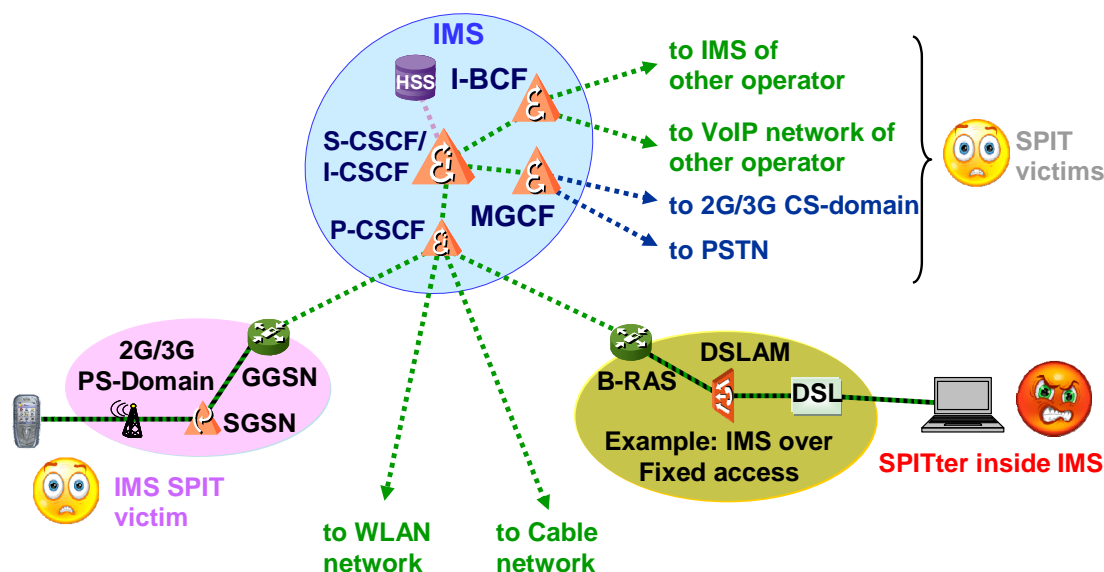 IMS
HSS
I-BCF
to IMS of
other operator
S-CSCF/
I-CSCF
to VoIP network of
other operator
SPIT
victims
MGCF
to 2G/3G CS-domain
P-CSCF
to PSTN
2G/3G
PS-Domain
GGSN
SGSN
DSLAM
B-RAS
DSL
Example: IMS over
Fixed access
SPITter inside IMS
IMS SPIT
victim
to WLAN
network
to Cable
network